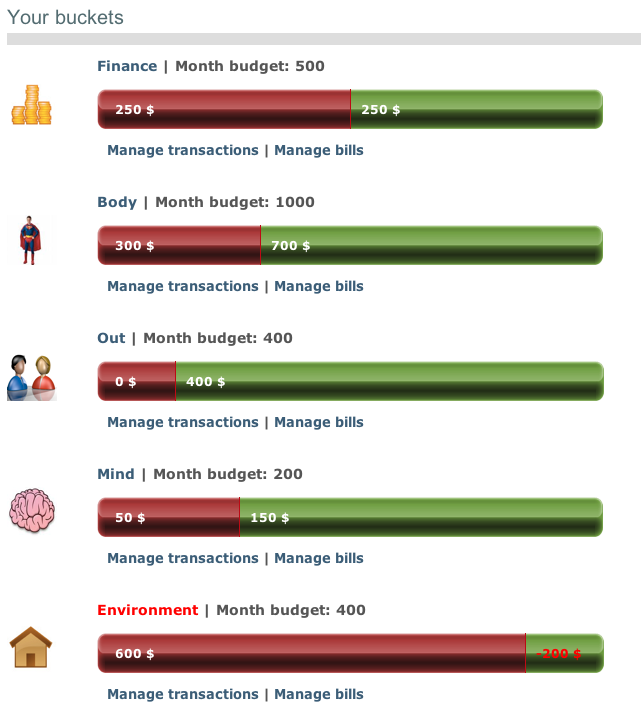 Your buckets
Finance | Month budget: 500
250 $ 250 $
Manage transactions | Manage bills
Body | Month budget: 1000
300 $ 700 $
Manage transactions | Manage bills
Out | Month budget: 400
0 $ 400 $
Manage transactions | Manage bills
Mind | Month budget: 200
50 $ 150 $
Manage transactions | Manage bills
Environment | Month budget: 400
600 $ -200 $
Manage transactions | Manage bills